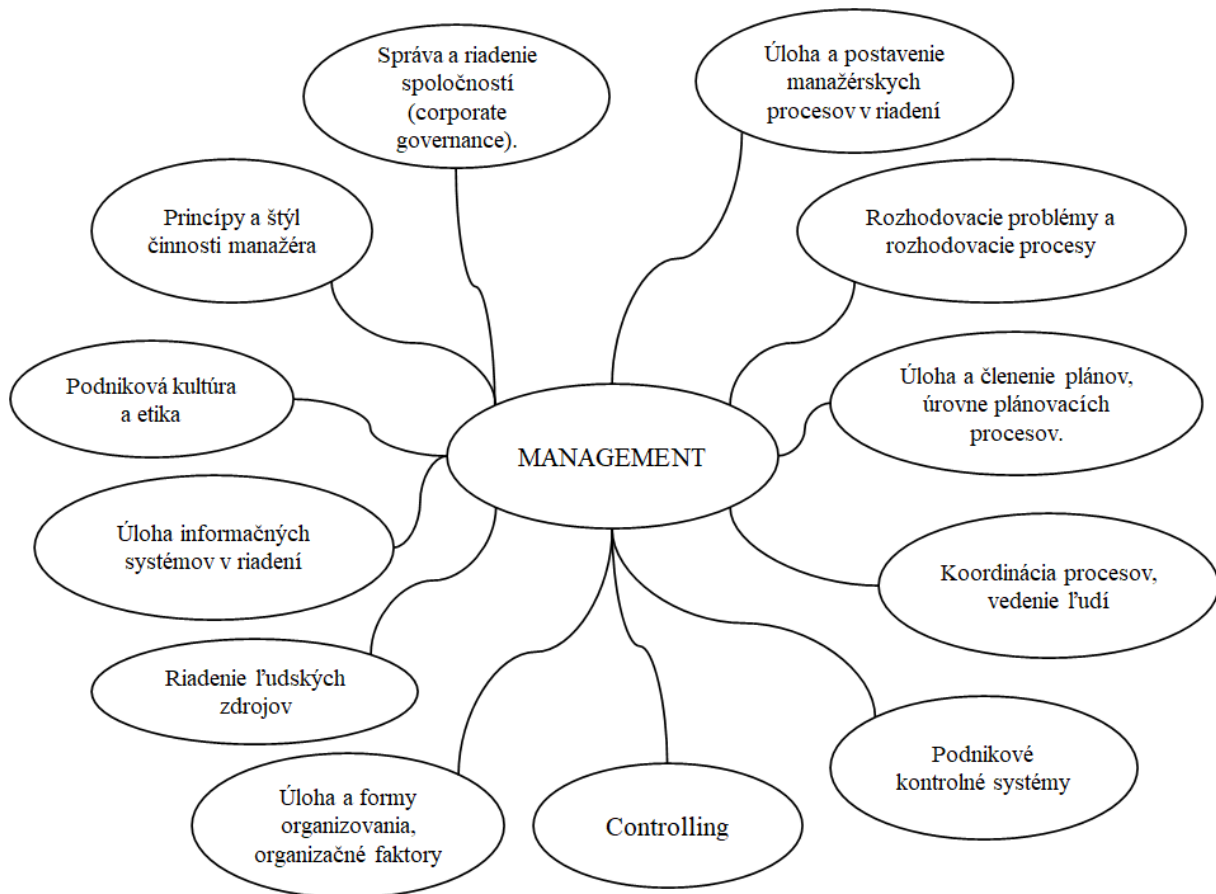 Správa a riadenie
spoločností
(corporate
governance).
Úloha a postavenie
manažérskych
procesov v riadení
Princípy a štýl
činnosti manažéra
Rozhodovacie problémy a
rozhodovacie procesy
Podniková kultúra
a etika
Úloha a členenie plánov,
úrovne plánovacích
procesov.
MANAGEMENT
Úloha informačných
systémov v riadení
Koordinácia procesov,
vedenie ľudí
Riadenie ľudských
zdrojov
Podnikové
kontrolné systémy
Úloha a formy
organizovania,
organizačné faktory
Controlling